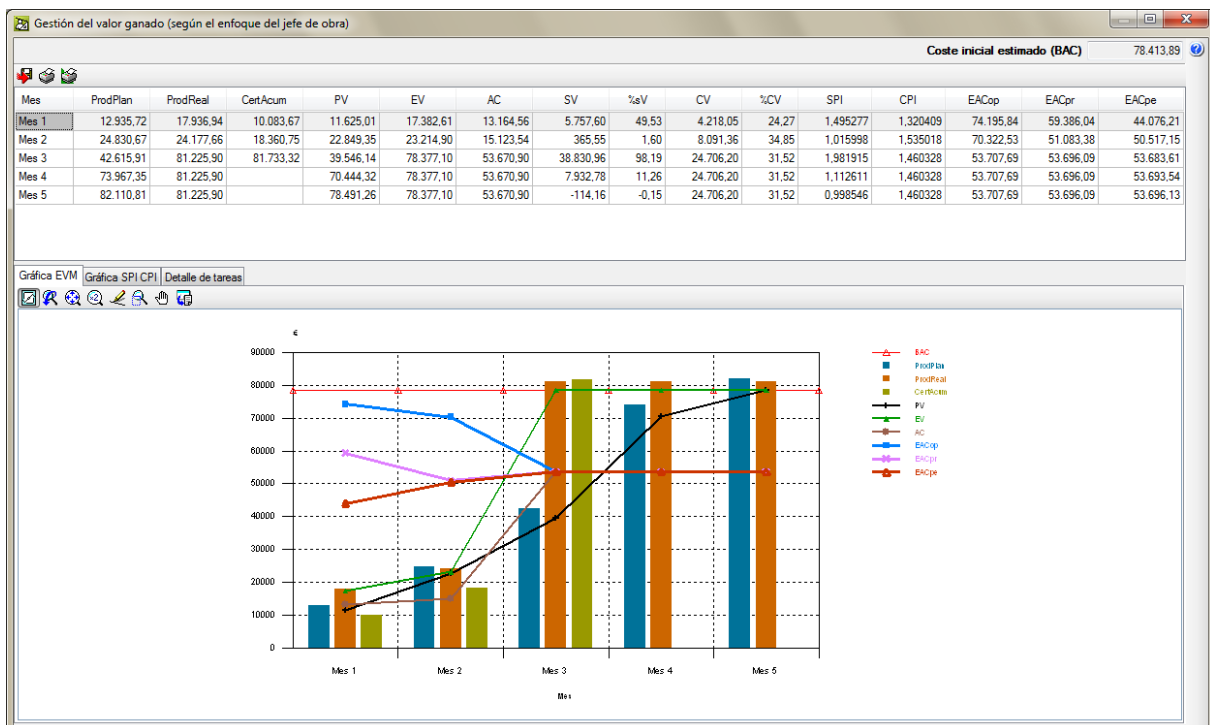 Gestión del valor ganado (según el enfoque del jefe de obra)
Coste inicial estimado (BAC) 78.413,89
Mes ProdPlan ProdReal CertAcum PV EV AC SV %sV CV %CV SPI CPI EACop EACpr EACpe
Mes 1 12.935,72 17.936,94 10.083,67 11.625,01 17.382,61 13.164,56 5.757,60 49,53 4.218,05 24,27 1,495277 1,320409 74.195,84 59.386,04 44.076,21
Mes 2 24.830,67 24.177,66 18.360,75 22.849,35 23.214,90 15.123,54 365,55 1,60 8.091,36 34,85 1,015998 1,535018 70.322,53 51.083,38 50.517,15
Mes 3 42.615,91 81.225,90 81.733,32 39.546,14 78.377,10 53.670,90 38.830,96 98,19 24.706,20 31,52 1,981915 1,460328 53.707,69 53.696,09 53.683,61
Mes 4 73.967,35 81.225,90 70.444,32 78.377,10 53.670,90 7.932,78 11,26 24.706,20 31,52 1,112611 1,460328 53.707,69 53.696,09 53.693,54
Mes 5 82.110,81 81.225,90 78.491,26 78.377,10 53.670,90 -114,16 -0,15 24.706,20 31,52 0,998546 1,460328 53.707,69 53.696,09 53.696,13
Gráfica EVM Gráfica SPI CPI Detalle de tareas
€
90000
80000
70000
60000
50000
40000
30000
20000
10000
0
Mes 1 Mes 2 Mes 3 Mes 4 Mes 5
Mes
BAC
ProdPlan
ProdReal
CertAcum
PV
EV
AC
EACop
EACpr
EACpe